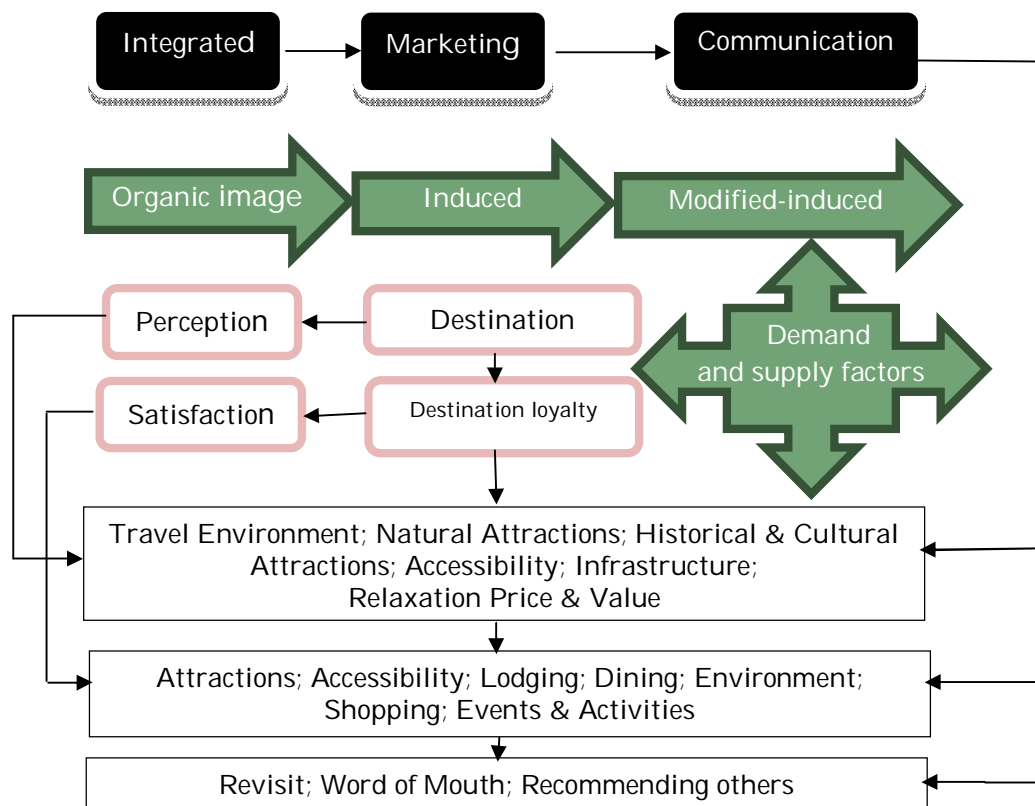 Integrated
Marketing
Communication
Organic image
Induced
Modified-induced
Perception
Destination
Demand
and supply factors
Satisfaction
Destination loyalty
Travel Environment; Natural Attractions; Historical & Cultural
Attractions; Accessibility; Infrastructure;
Relaxation Price & Value
Attractions; Accessibility; Lodging; Dining; Environment;
Shopping; Events & Activities
Revisit; Word of Mouth; Recommending others